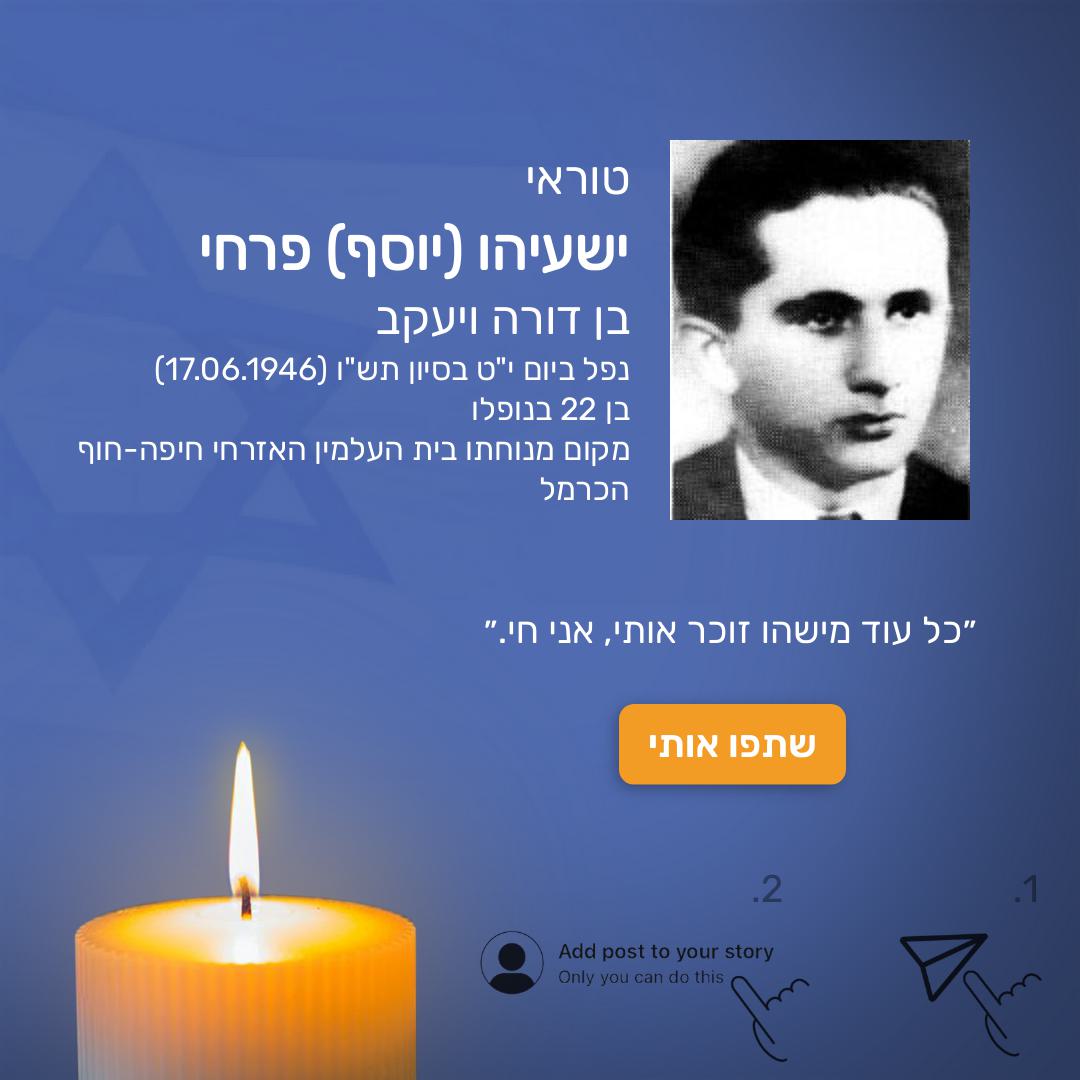 טוראי
ישעיהו (יוסף) פרחי
בן דורה ויעקב
נפל ביום י"ט בסיון תש"ו (17.06.1946)
בן 22 בנופלו
מקום מנוחתו בית העלמין האזרחי חיפה-חוף
הכרמל
״כל עוד מישהו זוכר אותי, אני חי.״
שתפו אותי
1.
2.
Add post to your story
Only you can do this